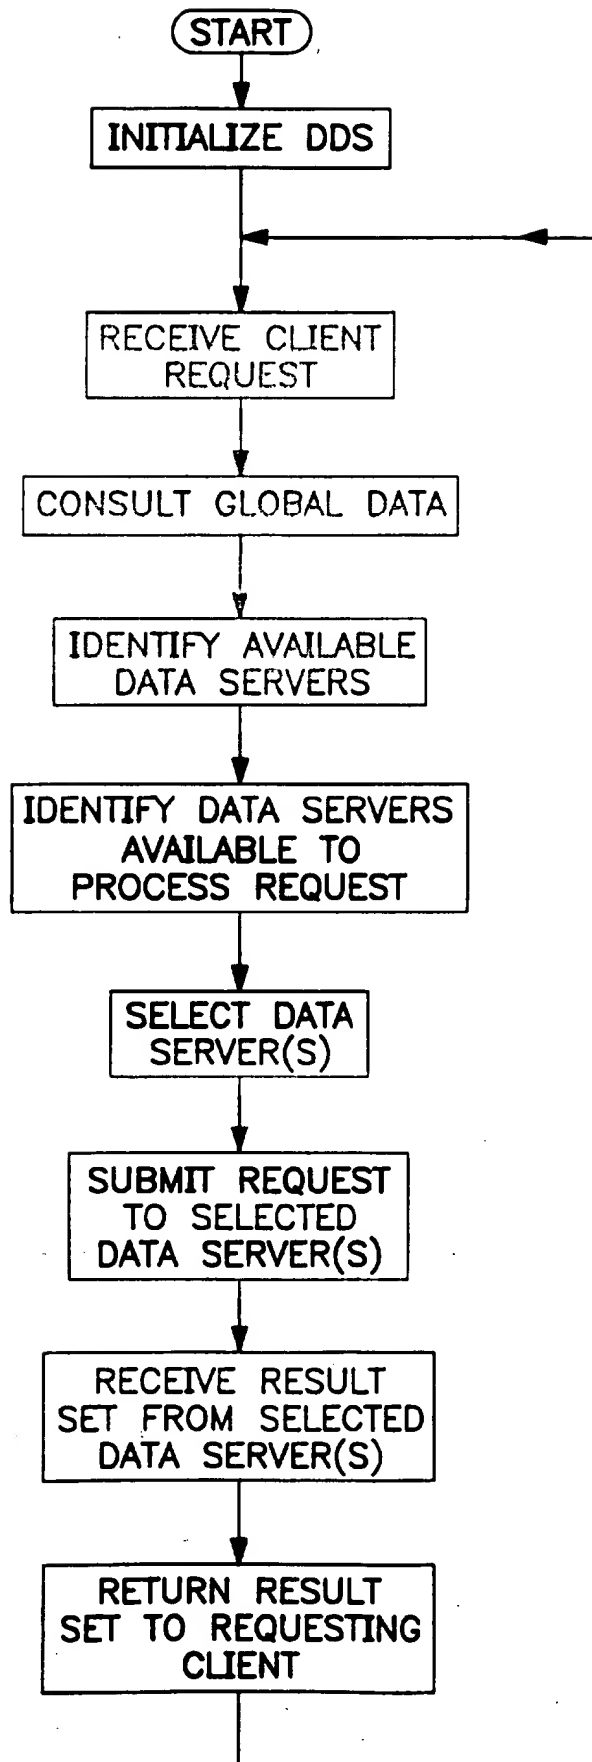 START
INITIALIZE DDS
RECEIVE CLIENT
REQUEST
CONSULT GLOBAL DATA
IDENTIFY AVAILABLE
DATA SERVERS
IDENTIFY DATA SERVERS
AVAILABLE TO
PROCESS REQUEST
SELECT DATA
SERVER(S)
SUBMIT REQUEST
TO SELECTED
DATA SERVER(S)
RECEIVE RESULT
SET FROM SELECTED
DATA SERVER(S)
RETURN RESULT
SET TO REQUESTING
CLIENT